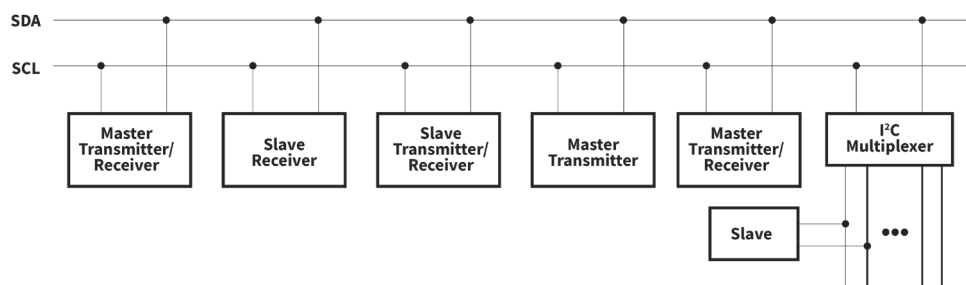 SDA
SCL
Master
Transmitter/
Receiver
Slave
Receiver
Slave
Transmitter/
Receiver
Master
Transmitter
Master
Transmitter/
Receiver
I²C
Multiplexer
Slave